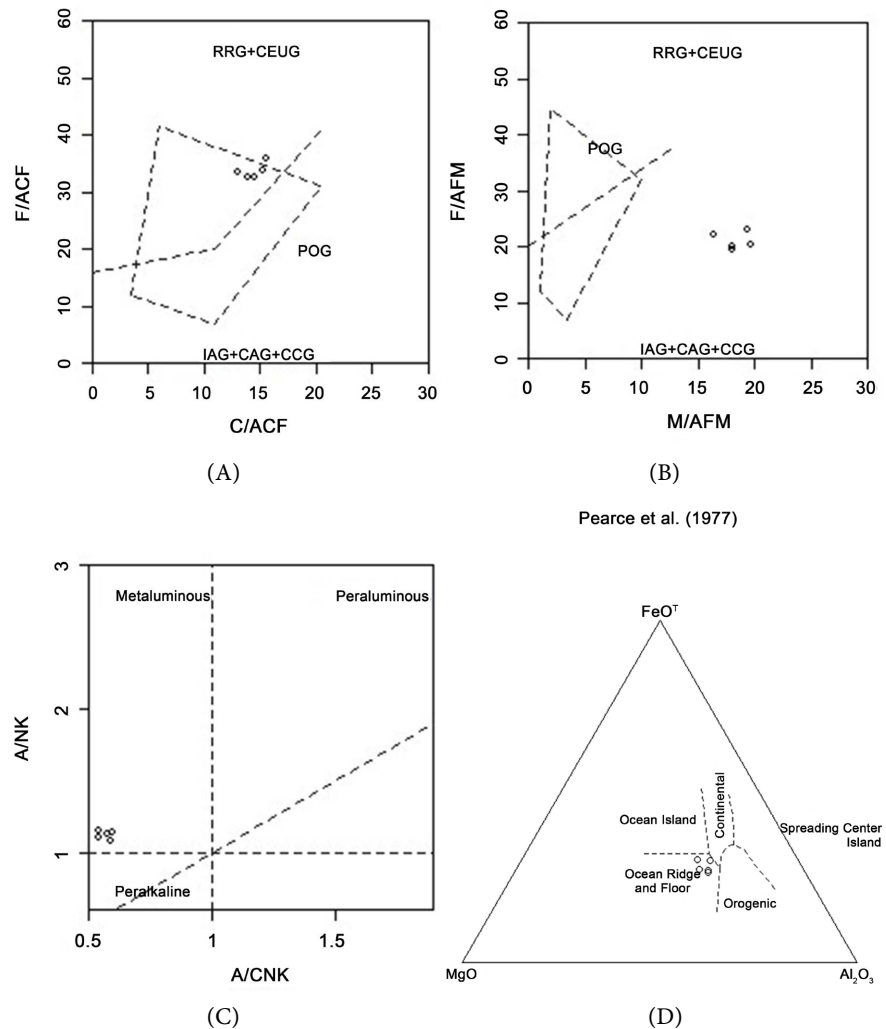 60
50
40
30
20
10
0
F/ACF
RRG+CEUG
POG
IAG+CAG+CCG
0 5 10 15 20 25 30
C/ACF
(A)
60
50
40
30
20
10
0
F/AFM
RRG+CEUG
POG
IAG+CAG+CCG
0 5 10 15 20 25 30
M/AFM
(B)
3
2
1
A/NK
Metaluminous
Peraluminous
Peralkaline
0.5 1 1.5
A/CNK
(C)
Pearce et al. (1977)
FeOᵀ
Ocean Island
Continental
Spreading Center
Island
Ocean Ridge
and Floor
Orogenic
MgO
Al₂O₃
(D)